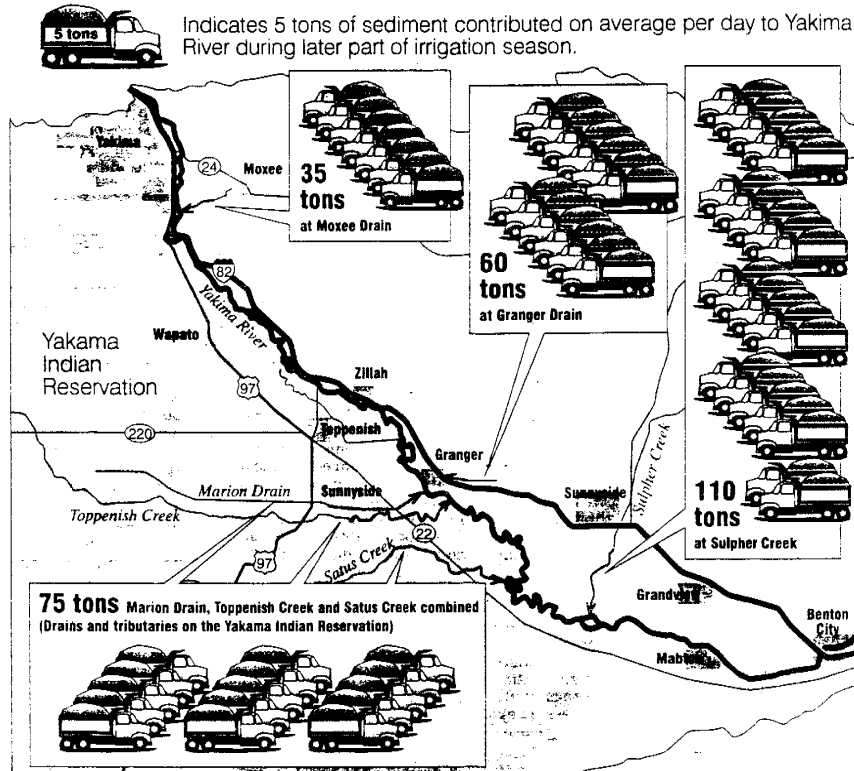 5 tons
Indicates 5 tons of sediment contributed on average per day to Yakima
River during later part of irrigation season.
Yakima
24
Moxee
35
tons
at Moxee Drain
60
tons
at Granger Drain
110
tons
at Sulpher Creek
82
Yakima River
Wapato
Yakama
Indian
Reservation
97
Zillah
220
Toppenish
Granger
Sulpher Creek
Marion Drain
Sunnyside
Sunnyside
Toppenish Creek
22
97
Satus Creek
Grandview
Benton
City
Mabton
75 tons Marion Drain, Toppenish Creek and Satus Creek combined
(Drains and tributaries on the Yakama Indian Reservation)